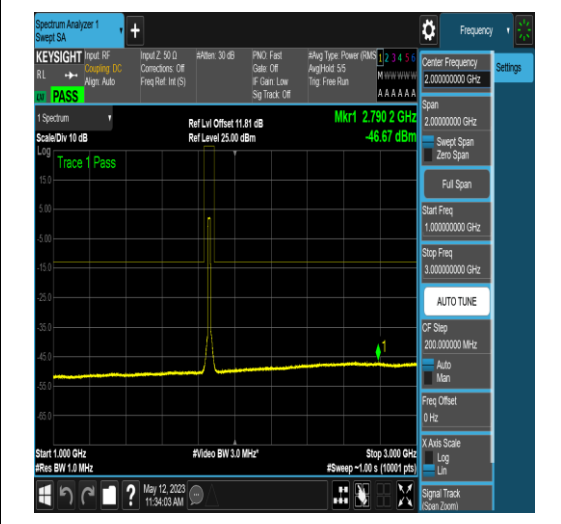 Spectrum Analyzer 1
Swept SA
Frequency
KEYSIGHT
RL
PASS
Input: RF
Coupling: DC
Align: Auto
Input Z: 50 Ω
Corrections: Off
Freq Ref: Int (S)
#Atten: 30 dB
PNO: Fast
Gate: Off
IF Gain: Low
Sig Track: Off
#Avg Type: Power (RMS
Avg|Hold: 5/5
Trig: Free Run
1 2 3 4 5 6
M W W W W W
A A A A A A
1 Spectrum
Scale/Div 10 dB
Ref Lvl Offset 11.81 dB
Ref Level 25.00 dBm
Mkr1 2.790 2 GHz
-46.67 dBm
Log
Trace 1 Pass
15.0
5.00
-5.00
-15.0
-25.0
-35.0
-45.0
-55.0
-65.0
1
Start 1.000 GHz
#Res BW 1.0 MHz
#Video BW 3.0 MHz*
Stop 3.000 GHz
#Sweep ~1.00 s (10001 pts)
?
May 12, 2023
11:34:03 AM
Center Frequency
2.000000000 GHz
Settings
Span
2.00000000 GHz
Swept Span
Zero Span
Full Span
Start Freq
1.000000000 GHz
Stop Freq
3.000000000 GHz
AUTO TUNE
CF Step
200.000000 MHz
Auto
Man
Freq Offset
0 Hz
X Axis Scale
Log
Lin
Signal Track
(Span Zoom)